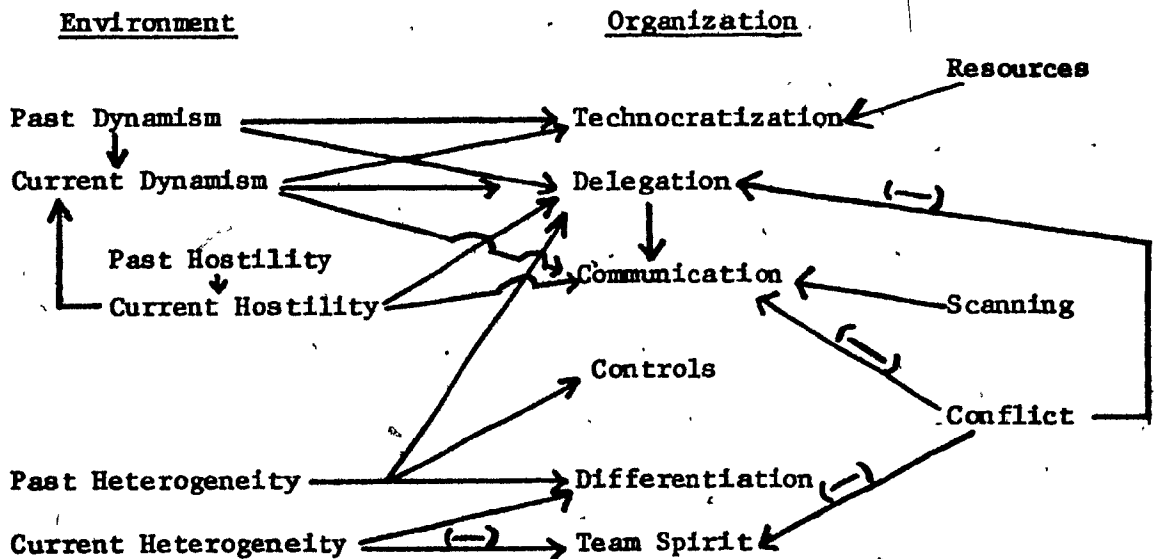 Environment Organization
Resources
Past Dynamism Technocratization
Current Dynamism Delegation (—)
Past Hostility Communication
Current Hostility Scanning
(—)
Controls
Conflict
Past Heterogeneity Differentiation (—)
Current Heterogeneity (—) Team Spirit